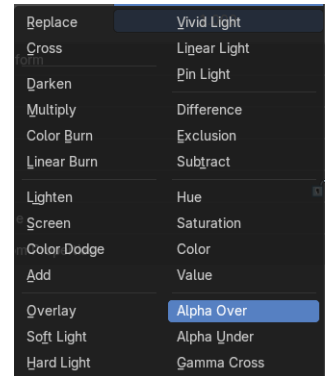 Replace
Cross
Darken
Multiply
Color Burn
Linear Burn
Lighten
Screen
Color Dodge
Add
Overlay
Soft Light
Hard Light
Vivid Light
Linear Light
Pin Light
Difference
Exclusion
Subtract
Hue
Saturation
Color
Value
Alpha Over
Alpha Under
Gamma Cross